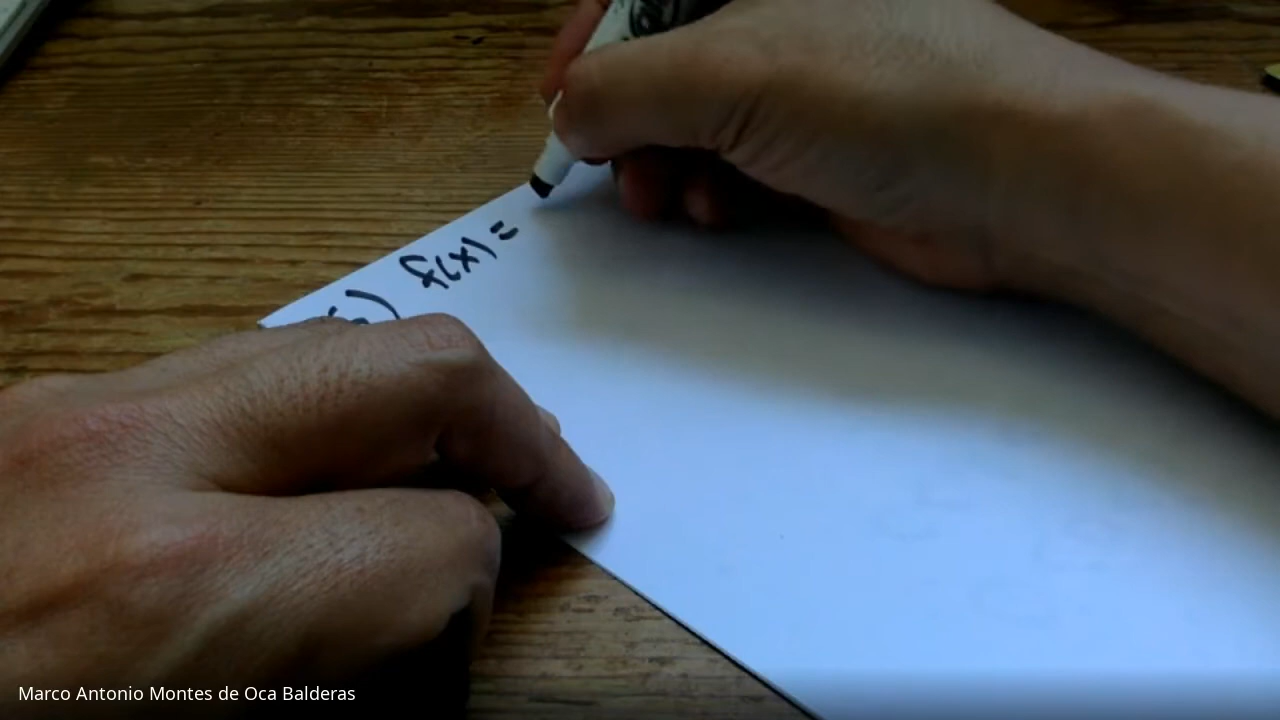 ) f(x) =
Marco Antonio Montes de Oca Balderas